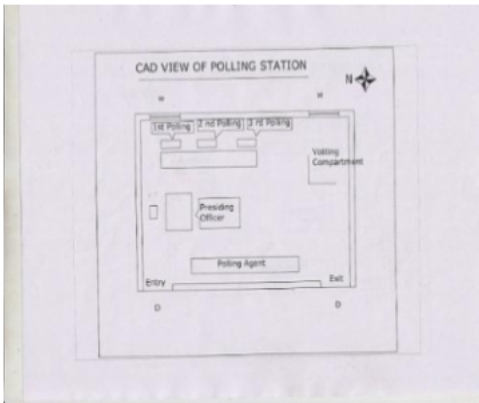 CAD VIEW OF POLLING STATION
N
W
W
1st Polling
2 nd Polling
3 rd Polling
Voiting
Compartment
Presiding
Officer
Polling Agent
Entry
Exit
D
D